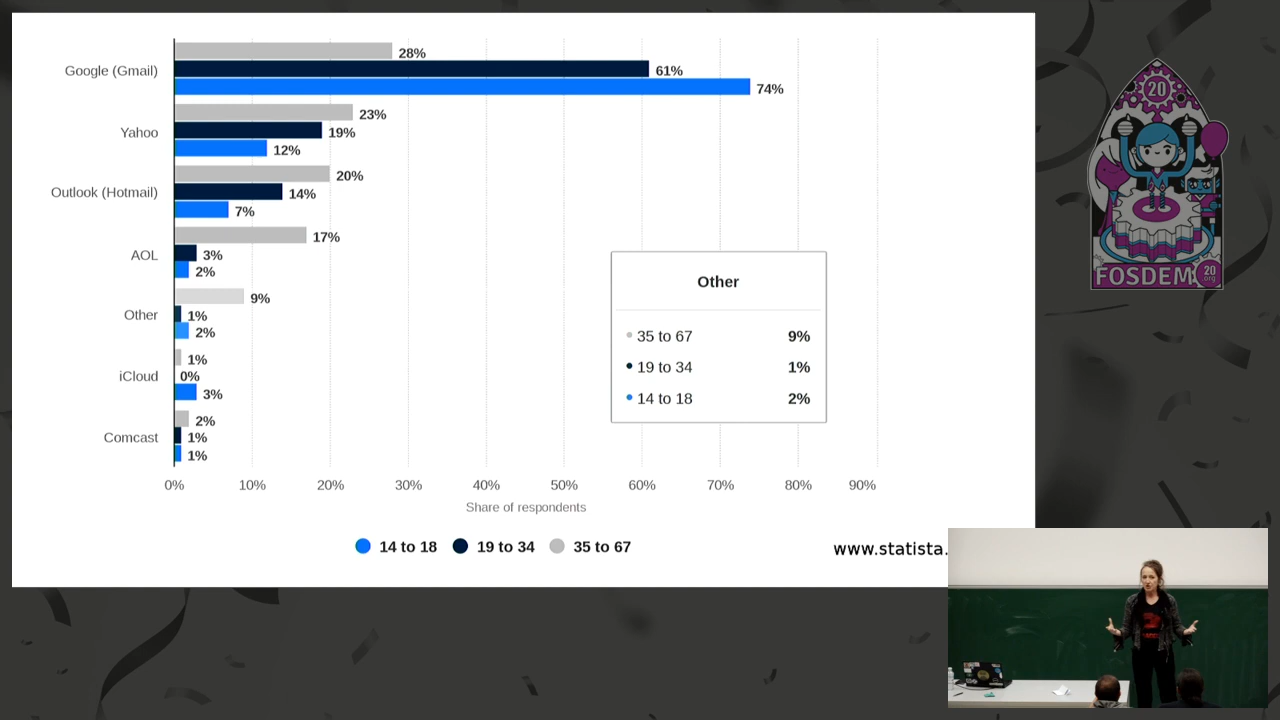 Google (Gmail)
28%
61%
74%
Yahoo
23%
19%
12%
Outlook (Hotmail)
20%
14%
7%
AOL
17%
3%
2%
Other
9%
1%
2%
iCloud
1%
0%
3%
Comcast
2%
1%
1%
0% 10% 20% 30% 40% 50% 60% 70% 80% 90%
Share of respondents
14 to 18 19 to 34 35 to 67
Other
35 to 67 9%
19 to 34 1%
14 to 18 2%
www.statista.
20
FOSDEM
20
org